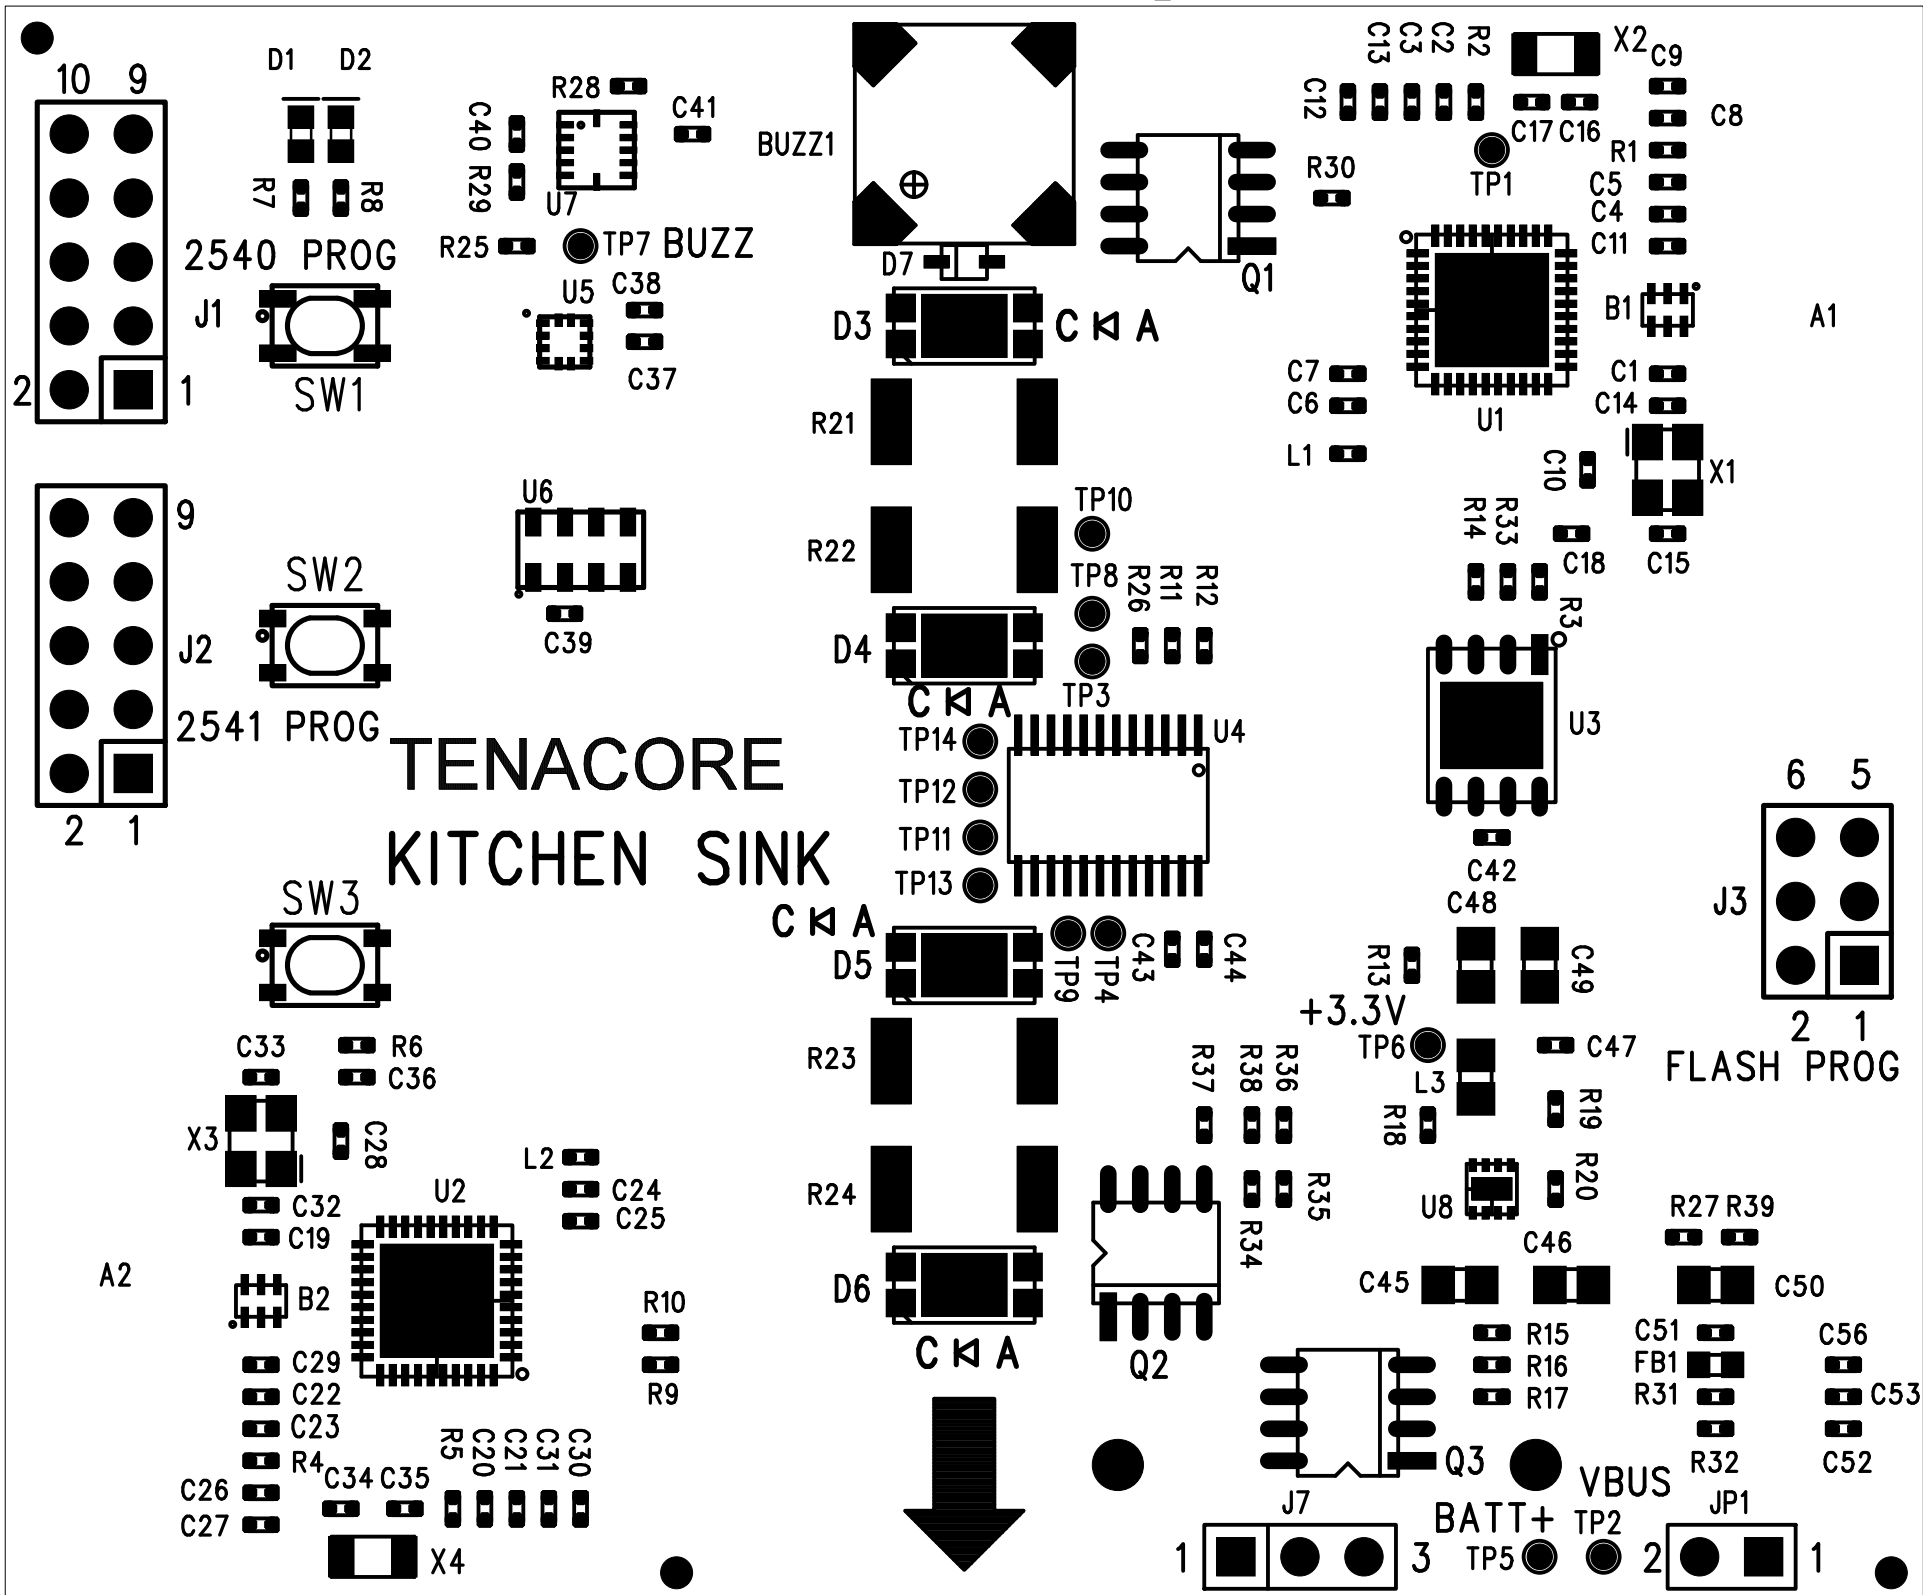 10 9
D1 D2
R28
C40
C41
BUZZ1
C12 C13 C3 C2 R2
X2
C9
C17 C16
C8
R1
TP1
R30
R7 R8
R29
U7
C5
C4
C11
2540 PROG
R25
TP7 BUZZ
D7
Q1
U5 C38
J1
D3
C A
B1
A1
C37
C7
C6
C1
C14
2 1
SW1
R21
U1
L1
C10
X1
U6
9
TP10
R22
R14 R33
C18 C15
SW2
TP8 R26 R11 R12
R3
C39
J2
D4
TP3
C A
2541 PROG
TENACORE
TP14
U4
U3
TP12
6 5
2 1
KITCHEN SINK
TP11
TP13
C42
SW3
C48
J3
C A
D5
TP9 TP4 C43 C44
R13
C49
+3.3V
2 1
C33 R6
C36
R23
R37 R38 R36
TP6
C47
L3
FLASH PROG
X3
C28
L2
R18
R19
U2
C24
C25
R24
R35
R34
U8
R20
C32
C19
R27 R39
A2
B2
D6
C45
C46
C50
R10
C A
Q2
R15
C51
C56
C29
C22
C23
R9
R16
FB1
R17
R31
C53
R4
C34 C35
R5 C20 C21 C31 C30
Q3
R32
C52
C26
C27
J7
VBUS
BATT+
TP2
JP1
X4
1 3
TP5
2 1